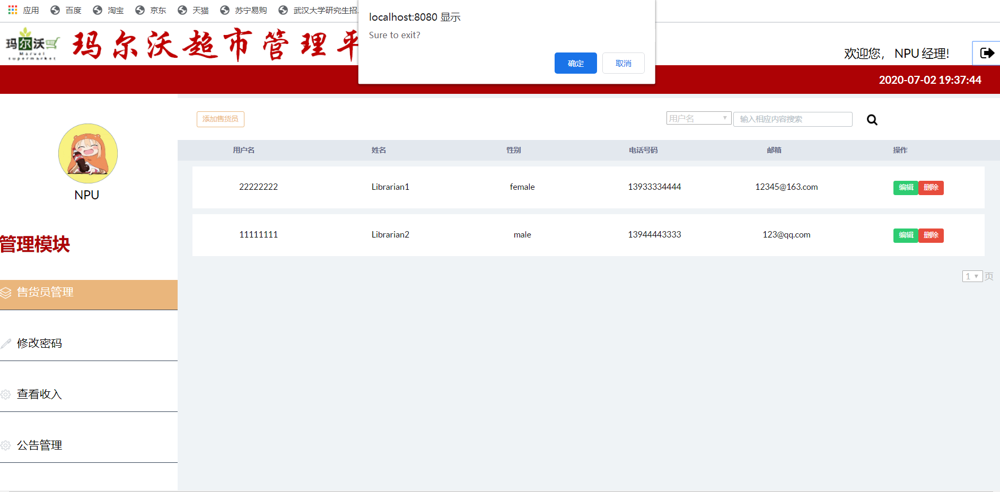 应用 百度 淘宝 京东 天猫 苏宁易购 武汉大学研究生招
localhost:8080 显示
Sure to exit?
确定 取消
玛尔沃
Marwol
supermarket
玛尔沃超市管理平
欢迎您， NPU 经理!
2020-07-02 19:37:44
NPU
管理模块
售货员管理
修改密码
查看收入
公告管理
添加售货员 用户名 输入相应内容搜索
用户名 姓名 性别 电话号码 邮箱 操作
22222222 Librarian1 female 13933334444 12345@163.com 编辑 删除
11111111 Librarian2 male 13944443333 123@qq.com 编辑 删除
1 页